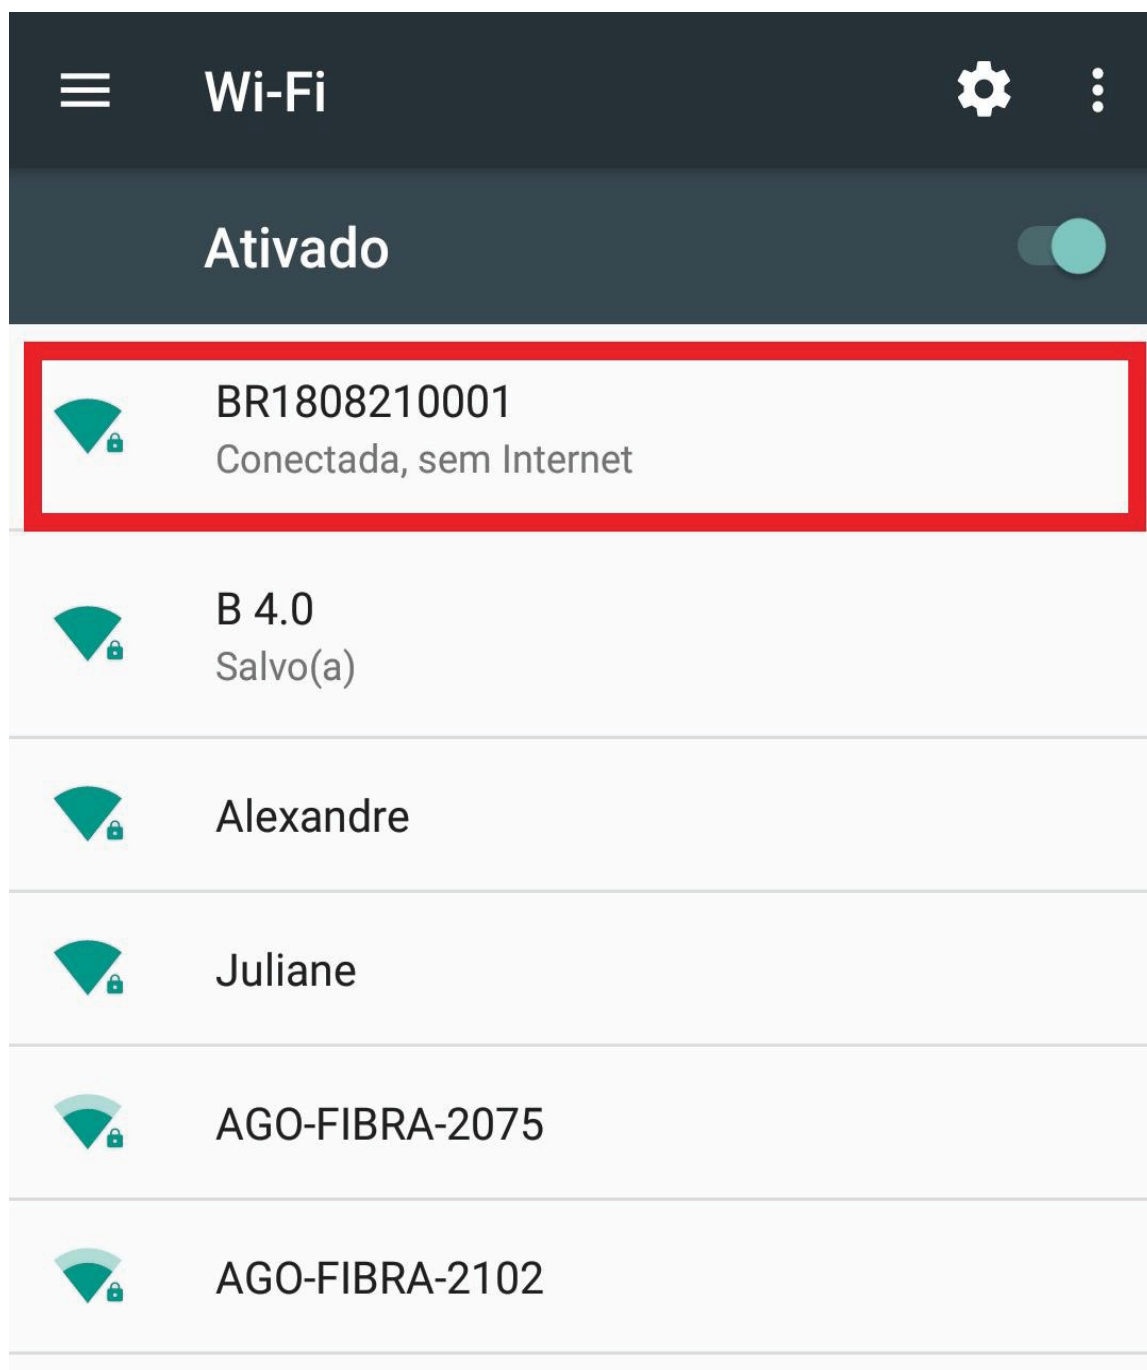 Wi-Fi
Ativado
BR1808210001
Conectada, sem Internet
B 4.0
Salvo(a)
Alexandre
Juliane
AGO-FIBRA-2075
AGO-FIBRA-2102